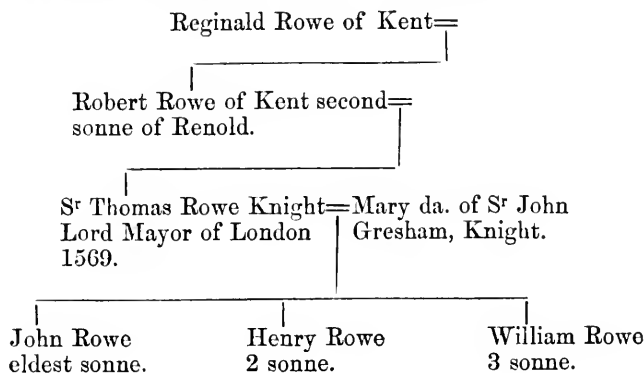 Reginald Rowe of Kent=
Robert Rowe of Kent second=
sonne of Renold.
Sʳ Thomas Rowe Knight=Mary da. of Sʳ John
Lord Mayor of London Gresham, Knight.
1569.
John Rowe Henry Rowe William Rowe
eldest sonne. 2 sonne. 3 sonne.